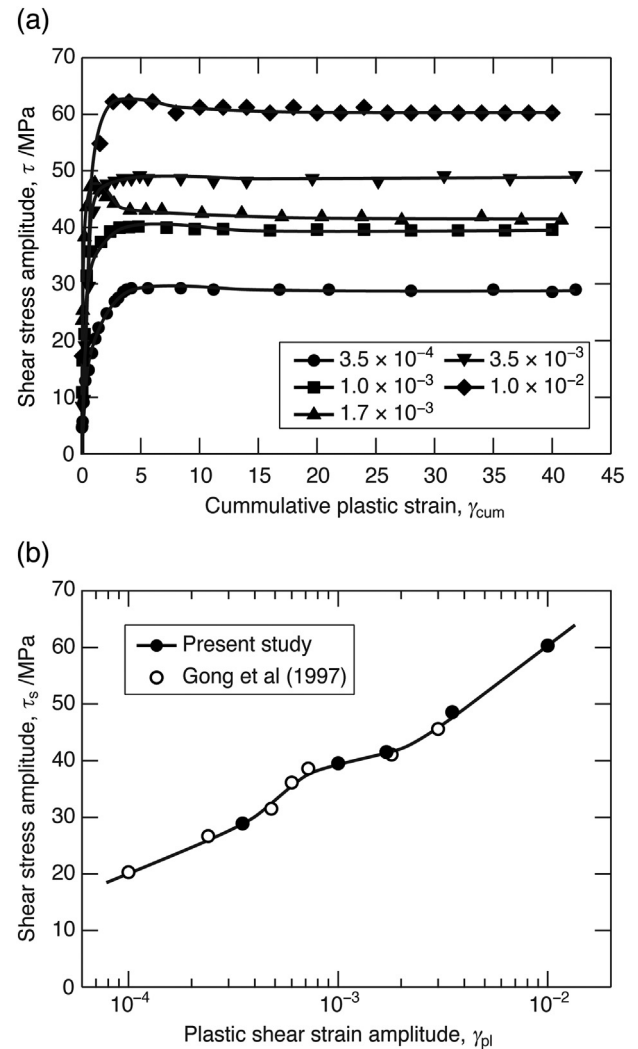 (a)
70
60
50
40
30
20
10
0
Shear stress amplitude, τ /MPa
3.5 × 10⁻⁴
3.5 × 10⁻³
1.0 × 10⁻³
1.0 × 10⁻²
1.7 × 10⁻³
0 5 10 15 20 25 30 35 40 45
Cummulative plastic strain, γcum
(b)
70
60
50
40
30
20
10
0
Shear stress amplitude, τs /MPa
Present study
Gong et al (1997)
10⁻⁴ 10⁻³ 10⁻²
Plastic shear strain amplitude, γpl